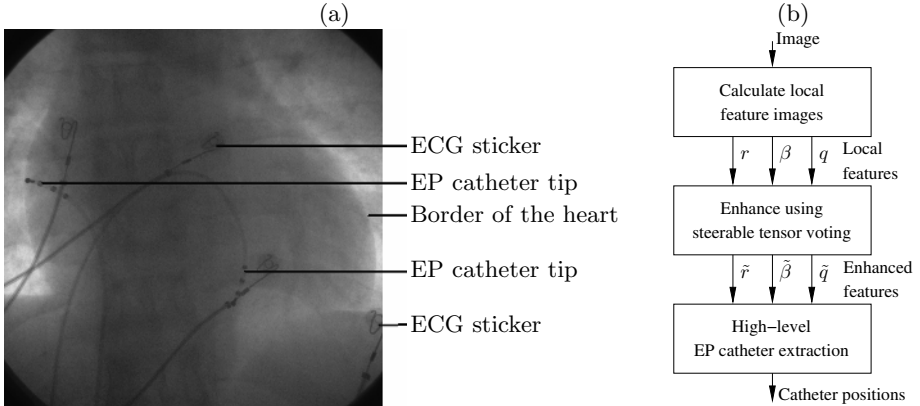 (a)
ECG sticker
EP catheter tip
Border of the heart
EP catheter tip
ECG sticker
(b)
Image
Calculate local
feature images
r β q Local
features
Enhance using
steerable tensor voting
r̃ β̃ q̃ Enhanced
features
High−level
EP catheter extraction
Catheter positions